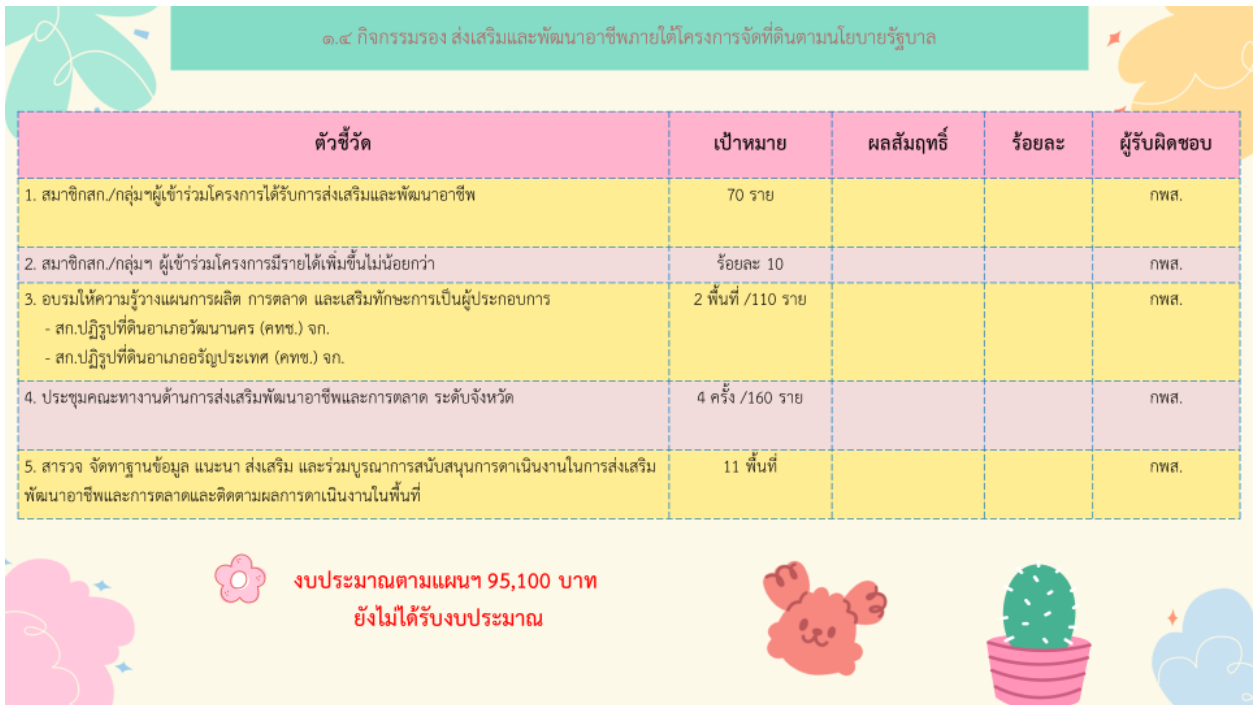 ๑.๔ กิจกรรมรอง ส่งเสริมและพัฒนาอาชีพภายใต้โครงการจัดที่ดินตามนโยบายรัฐบาล
ตัวชี้วัด เป้าหมาย ผลสัมฤทธิ์ ร้อยละ ผู้รับผิดชอบ
1. สมาชิกสก./กลุ่มฯผู้เข้าร่วมโครงการได้รับการส่งเสริมและพัฒนาอาชีพ 70 ราย กพส.
2. สมาชิกสก./กลุ่มฯ ผู้เข้าร่วมโครงการมีรายได้เพิ่มขึ้นไม่น้อยกว่า ร้อยละ 10 กพส.
3. อบรมให้ความรู้วางแผนการผลิต การตลาด และเสริมทักษะการเป็นผู้ประกอบการ 2 พื้นที่ /110 ราย กพส.
- สก.ปฏิรูปที่ดินอาเภอวัฒนานคร (คทช.) จก.
- สก.ปฏิรูปที่ดินอาเภออรัญประเทศ (คทช.) จก.
4. ประชุมคณะทางานด้านการส่งเสริมพัฒนาอาชีพและการตลาด ระดับจังหวัด 4 ครั้ง /160 ราย กพส.
5. สารวจ จัดทาฐานข้อมูล แนะนา ส่งเสริม และร่วมบูรณาการสนับสนุนการดาเนินงานในการส่งเสริม 11 พื้นที่ กพส.
พัฒนาอาชีพและการตลาดและติดตามผลการดาเนินงานในพื้นที่
งบประมาณตามแผนฯ 95,100 บาท
ยังไม่ได้รับงบประมาณ